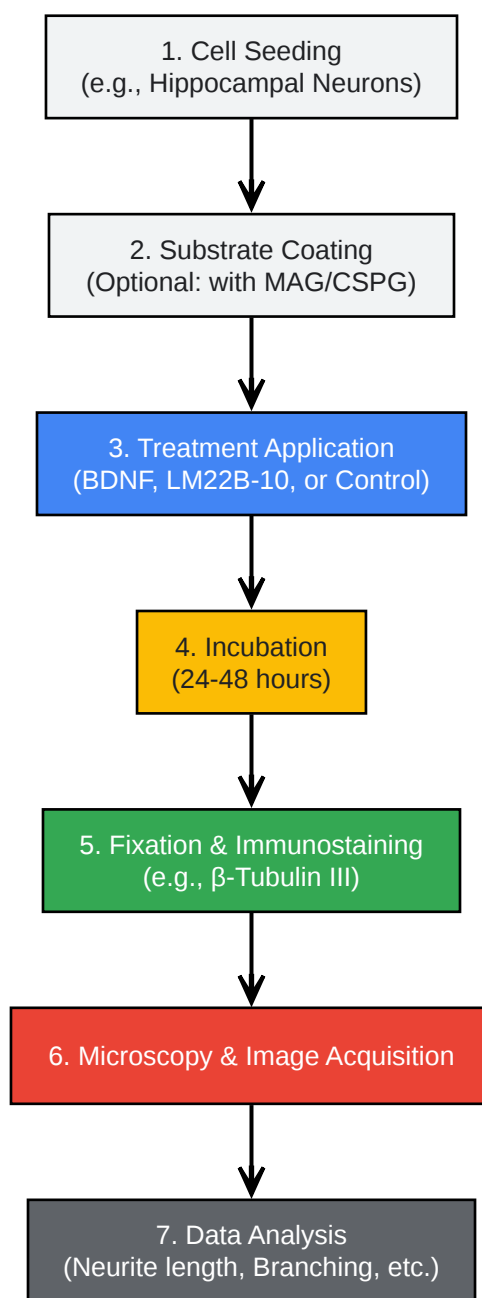 1. Cell Seeding
(e.g., Hippocampal Neurons)
2. Substrate Coating
(Optional: with MAG/CSPG)
3. Treatment Application
(BDNF, LM22B-10, or Control)
4. Incubation
(24-48 hours)
5. Fixation & Immunostaining
(e.g., β-Tubulin III)
6. Microscopy & Image Acquisition
7. Data Analysis
(Neurite length, Branching, etc.)